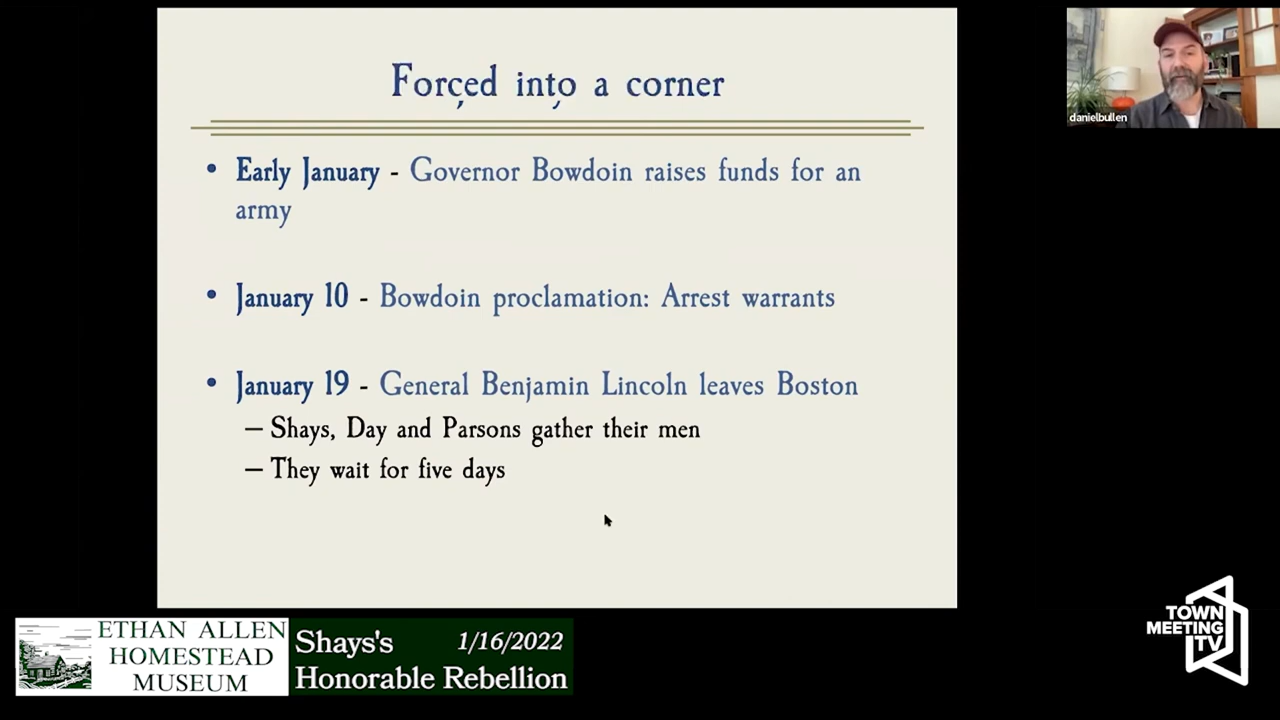 Forced into a corner
• Early January - Governor Bowdoin raises funds for an
army
• January 10 - Bowdoin proclamation: Arrest warrants
• January 19 - General Benjamin Lincoln leaves Boston
– Shays, Day and Parsons gather their men
– They wait for five days
danielbullen
ETHAN ALLEN
HOMESTEAD
MUSEUM
Shays's 1/16/2022
Honorable Rebellion
TOWN
MEETING
TV